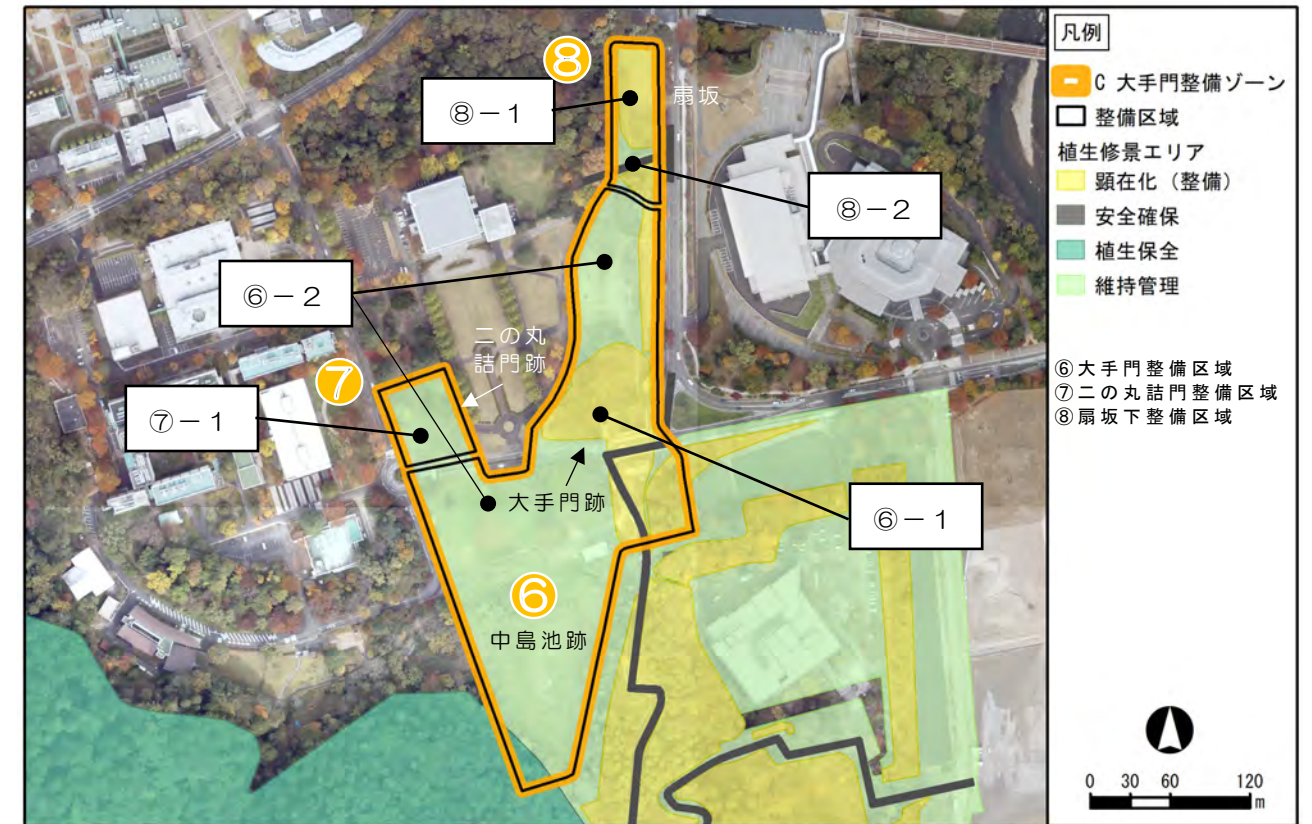 ⑧
扇坂
⑧－１
⑧－２
⑥－２
二の丸
詰門跡
⑦
⑦－１
大手門跡
⑥－１
⑥
中島池跡
凡例
C 大手門整備ゾーン
整備区域
植生修景エリア
顕在化（整備）
安全確保
植生保全
維持管理
⑥大手門整備区域
⑦二の丸詰門整備区域
⑧扇坂下整備区域
0 30 60 120
m